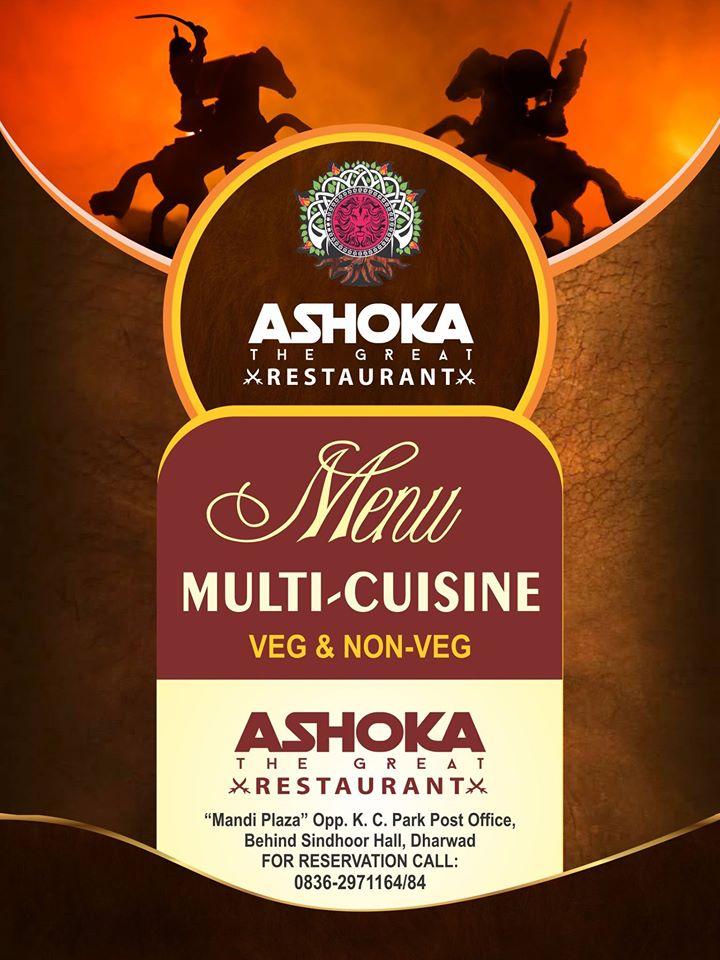 ASHOKA
THE GREAT
RESTAURANT
Menu
MULTI-CUISINE
VEG & NON-VEG
ASHOKA
THE GREAT
RESTAURANT
“Mandi Plaza” Opp. K. C. Park Post Office,
Behind Sindhoor Hall, Dharwad
FOR RESERVATION CALL:
0836-2971164/84